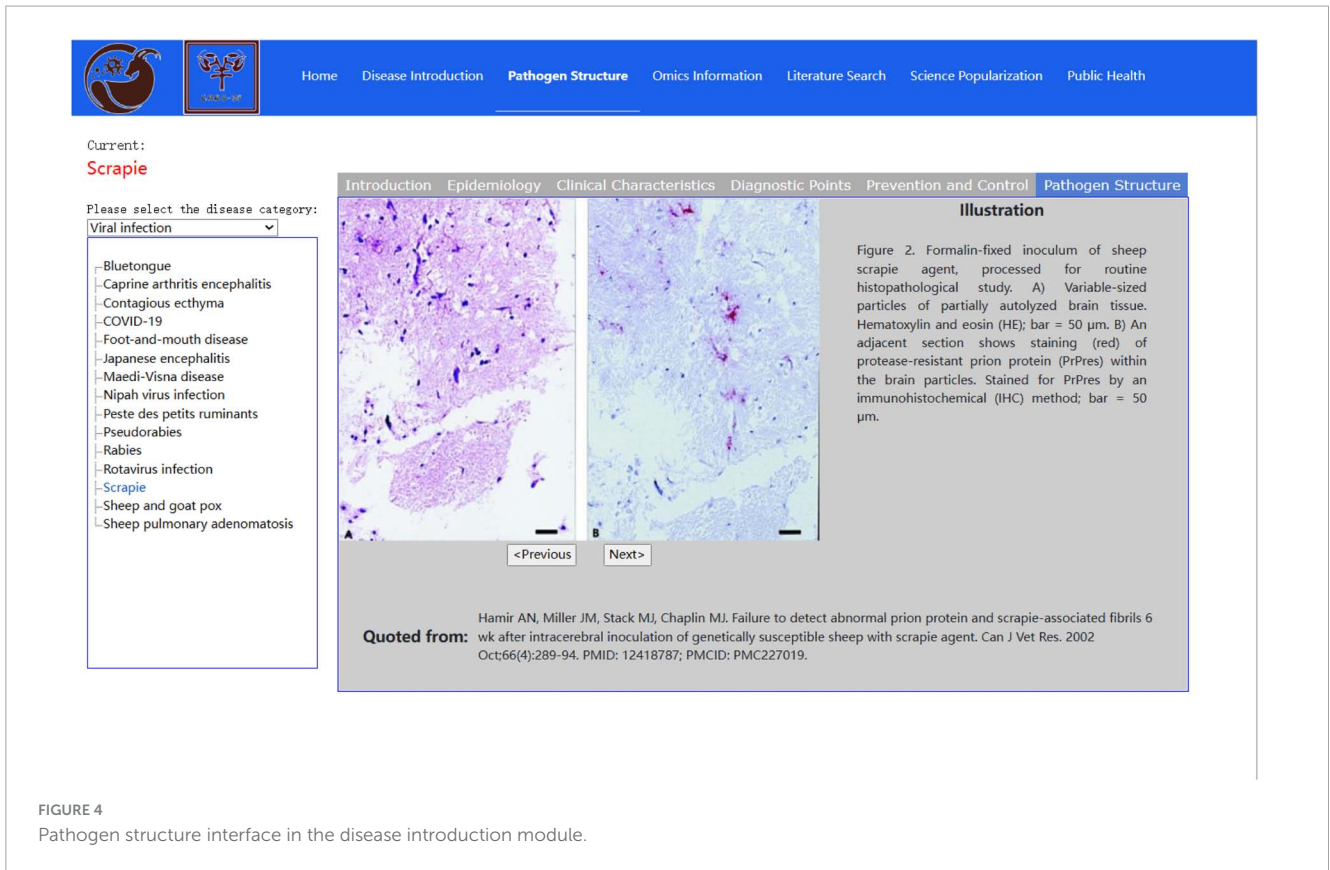 Home Disease Introduction Pathogen Structure Omics Information Literature Search Science Popularization Public Health
Current:
Scrapie
Please select the disease category:
Viral infection
Bluetongue
Caprine arthritis encephalitis
Contagious ecthyma
COVID-19
Foot-and-mouth disease
Japanese encephalitis
Maedi-Visna disease
Nipah virus infection
Peste des petits ruminants
Pseudorabies
Rabies
Rotavirus infection
Scrapie
Sheep and goat pox
Sheep pulmonary adenomatosis
Introduction Epidemiology Clinical Characteristics Diagnostic Points Prevention and Control Pathogen Structure
A
B
<Previous Next>
Illustration
Figure 2. Formalin-fixed inoculum of sheep
scrapie agent, processed for routine
histopathological study. A) Variable-sized
particles of partially autolyzed brain tissue.
Hematoxylin and eosin (HE); bar = 50 μm. B) An
adjacent section shows staining (red) of
protease-resistant prion protein (PrPres) within
the brain particles. Stained for PrPres by an
immunohistochemical (IHC) method; bar = 50
μm.
Quoted from:
Hamir AN, Miller JM, Stack MJ, Chaplin MJ. Failure to detect abnormal prion protein and scrapie-associated fibrils 6
wk after intracerebral inoculation of genetically susceptible sheep with scrapie agent. Can J Vet Res. 2002
Oct;66(4):289-94. PMID: 12418787; PMCID: PMC227019.
FIGURE 4
Pathogen structure interface in the disease introduction module.